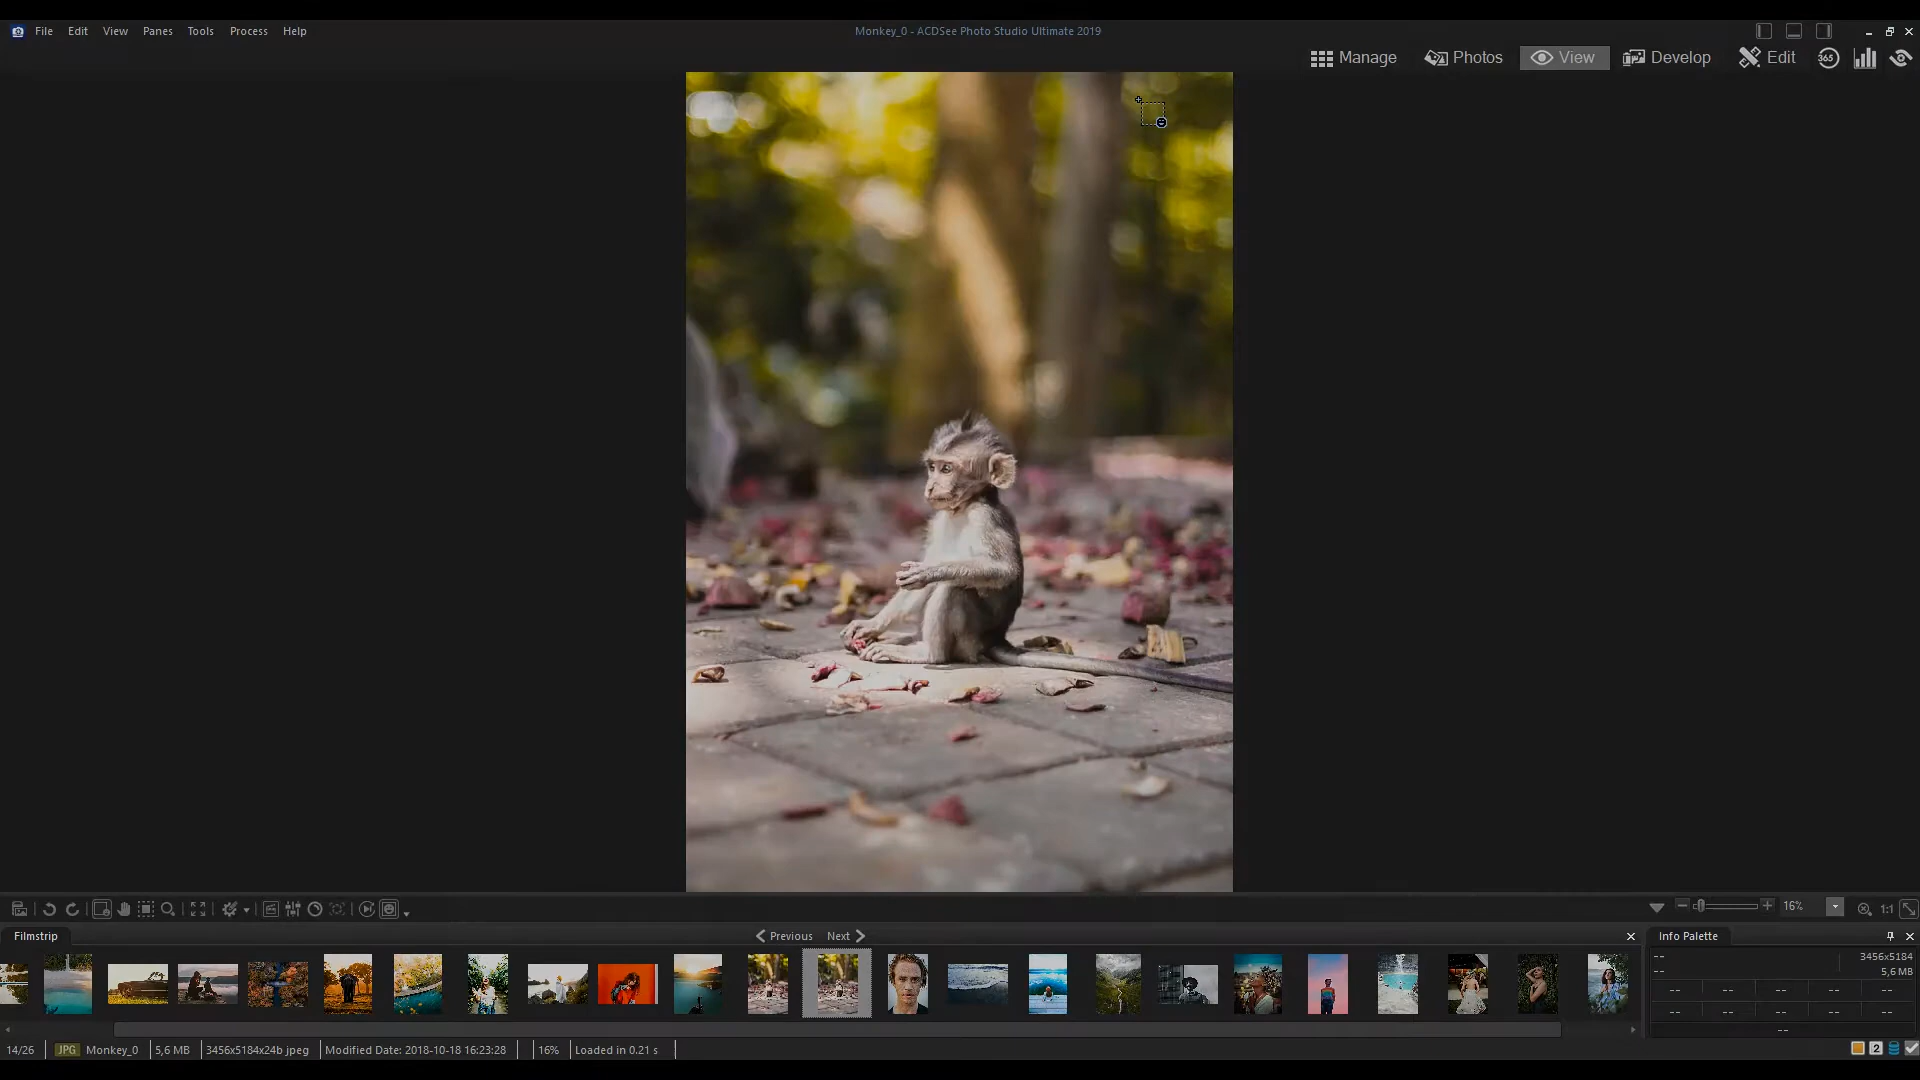 File Edit View Panes Tools Process Help
Monkey_0 - ACDSee Photo Studio Ultimate 2019
Manage Photos View Develop Edit 365
16% 1:1
Filmstrip
Previous Next
Info Palette
-- 3456x5184
-- 5,6 MB
-- -- -- -- --
-- -- -- -- --
--
14/26 JPG Monkey_0 5,6 MB 3456x5184x24b jpeg Modified Date: 2018-10-18 16:23:28 16% Loaded in 0.21 s
2